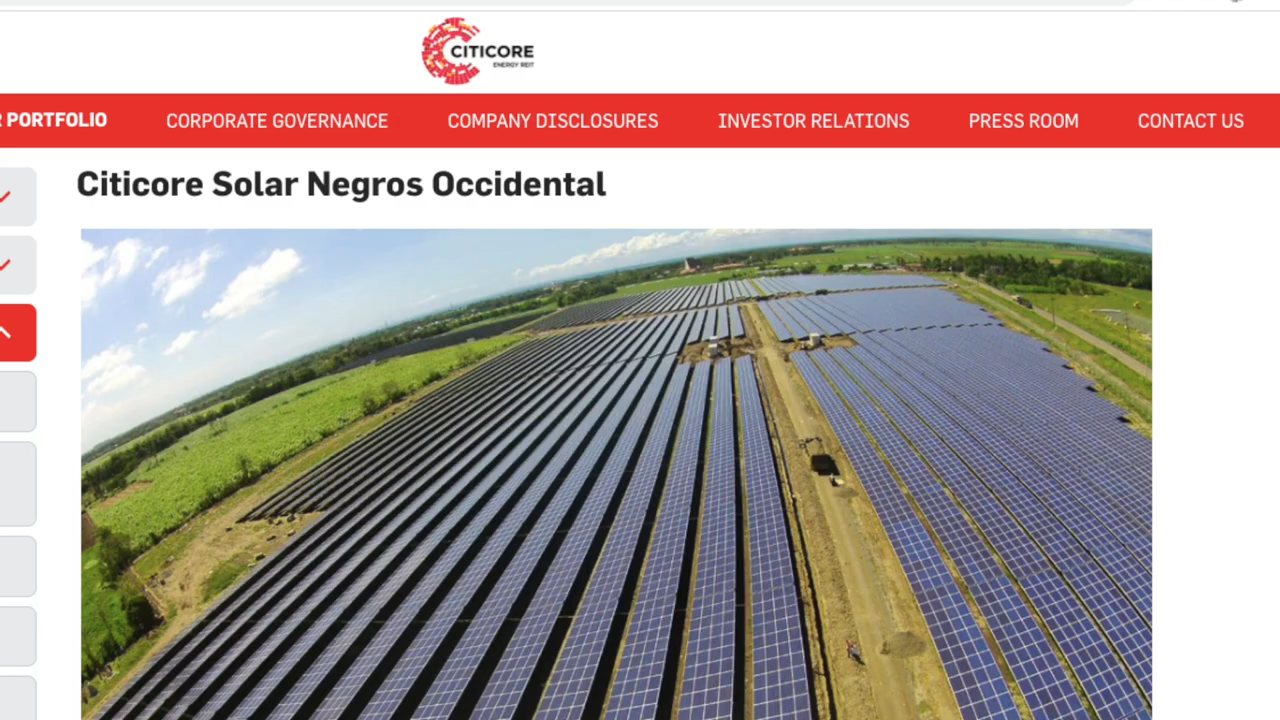 CITICORE
ENERGY REIT
R PORTFOLIO
CORPORATE GOVERNANCE
COMPANY DISCLOSURES
INVESTOR RELATIONS
PRESS ROOM
CONTACT US
Citicore Solar Negros Occidental